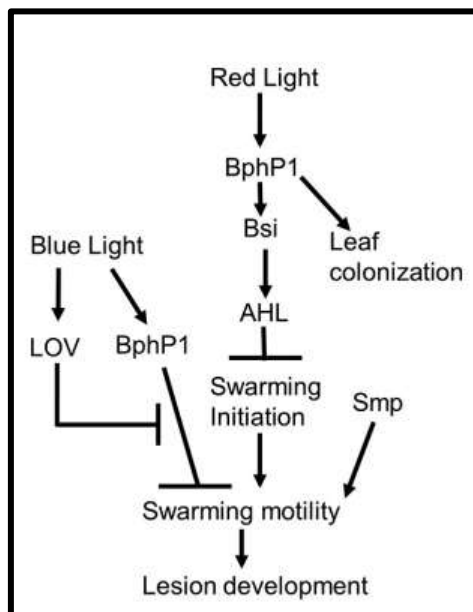 Red Light
BphP1
Bsi
Leaf
colonization
Blue Light
AHL
LOV
BphP1
Swarming
Initiation
Smp
Swarming motility
Lesion development